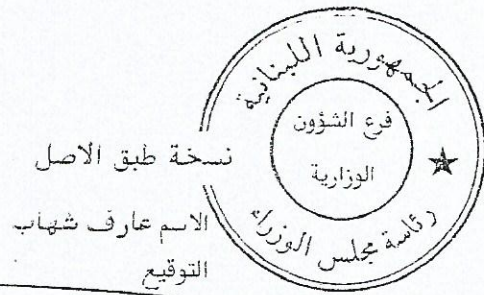 الجمهورية اللبنانية
فرع الشؤون
الوزارية
رئاسة مجلس الوزراء
نسخة طبق الاصل
الاسم عارف شهاب
التوقيع